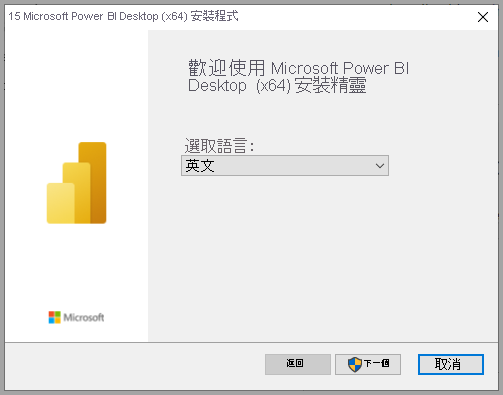 15 Microsoft Power BI Desktop (x64) 安裝程式
歡迎使用 Microsoft Power BI
Desktop (x64) 安裝精靈
選取語言：
英文
Microsoft
返回
下一個
取消